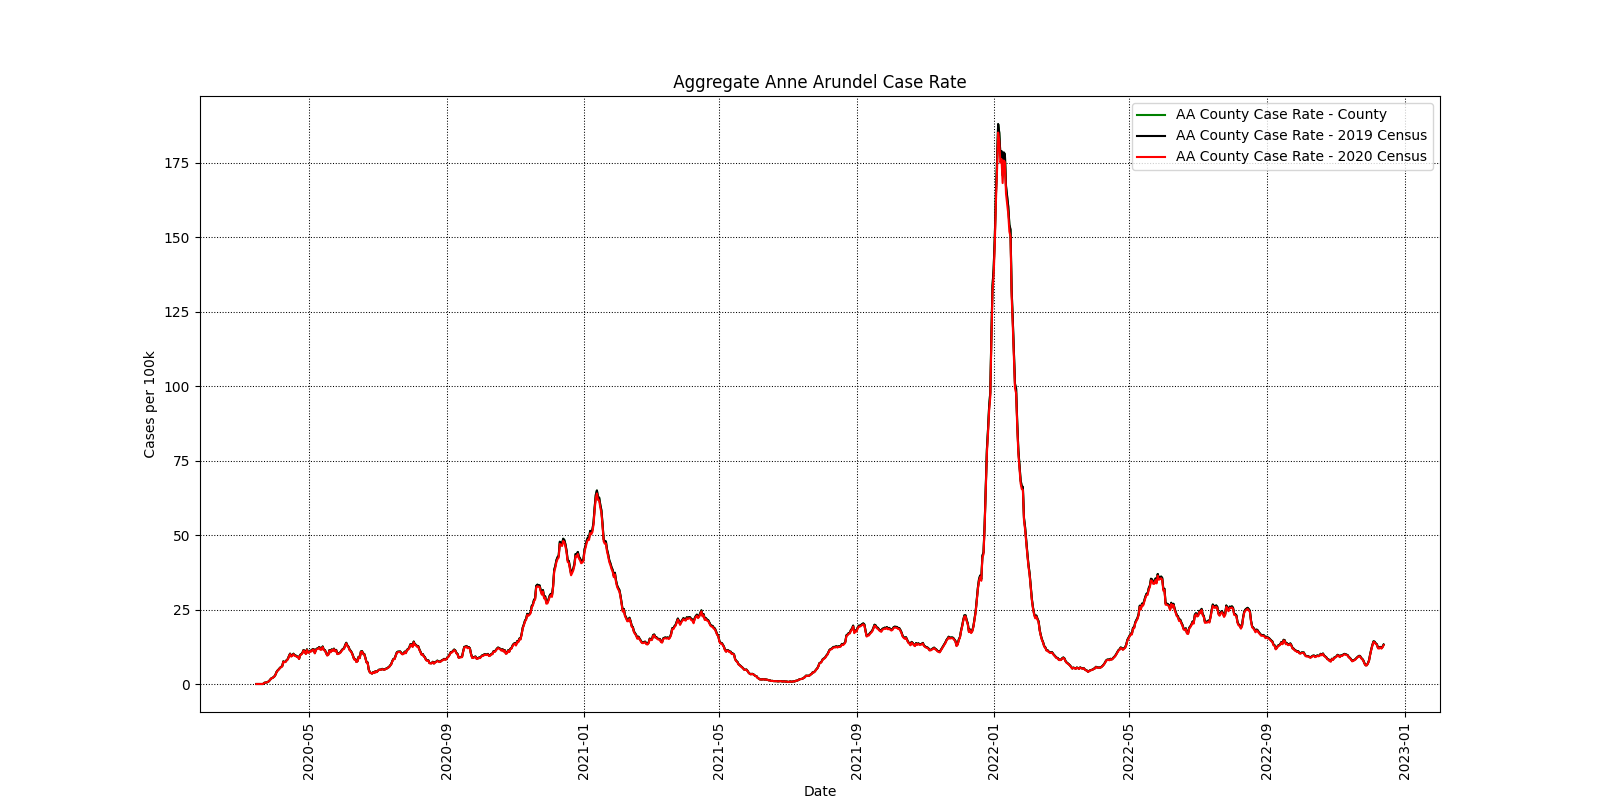 Aggregate Anne Arundel Case Rate
AA County Case Rate - County
AA County Case Rate - 2019 Census
AA County Case Rate - 2020 Census
175
150
125
100
75
50
25
0
Cases per 100k
2020-05
2020-09
2021-01
2021-05
2021-09
2022-01
2022-05
2022-09
2023-01
Date